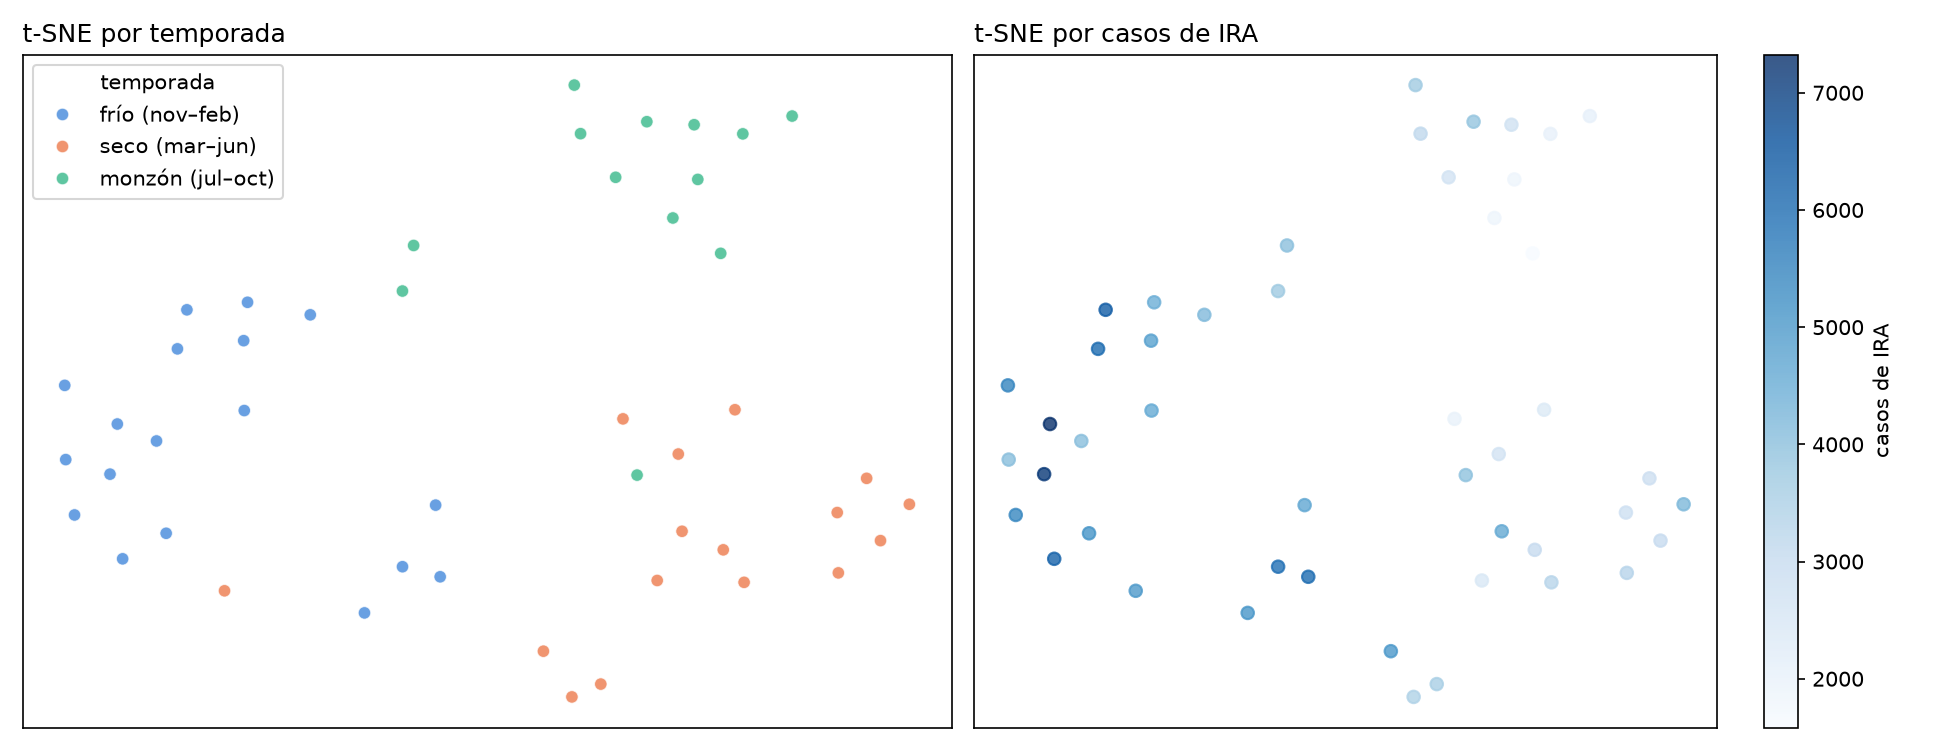 t-SNE por temporada
temporada
frío (nov–feb)
seco (mar–jun)
monzón (jul–oct)
t-SNE por casos de IRA
7000
6000
5000
4000
3000
2000
casos de IRA